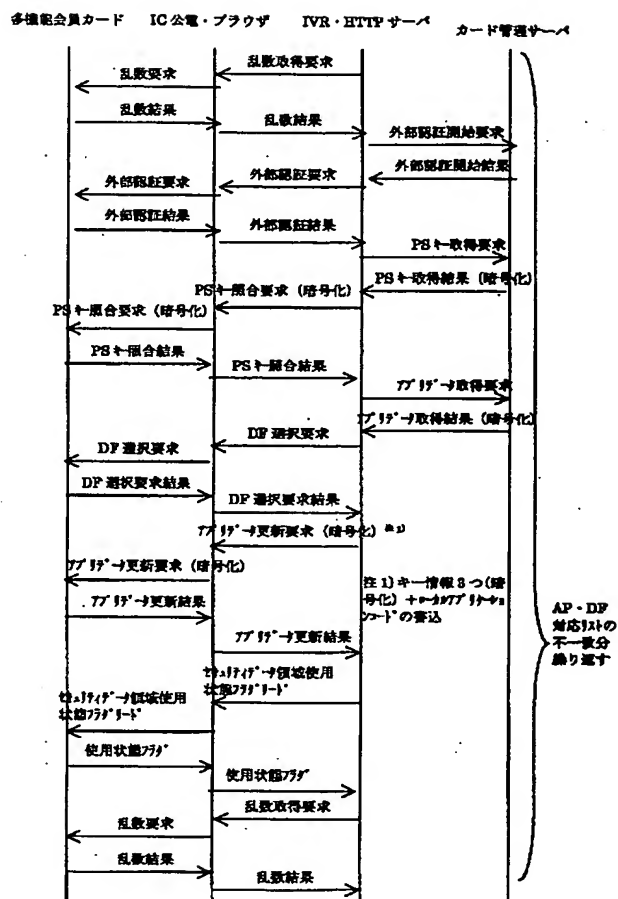 多機能会員カード IC公電・ブラウザ IVR・HTTPサーバ カード管理サーバ
乱数取得要求
乱数要求
乱数結果
乱数結果
外部認証開始要求
外部認証開始結果
外部認証要求
外部認証要求
外部認証結果
外部認証結果
PSキー取得要求
PSキー取得結果（暗号化）
PSキー照合要求（暗号化）
PSキー照合要求（暗号化）
PSキー照合結果
PSキー照合結果
ｱﾌﾟﾘﾃﾞｰﾀ取得要求
ｱﾌﾟﾘﾃﾞｰﾀ取得結果（暗号化）
DF選択要求
DF選択要求
DF選択要求結果
DF選択要求結果
ｱﾌﾟﾘﾃﾞｰﾀ更新要求（暗号化）注1)
ｱﾌﾟﾘﾃﾞｰﾀ更新要求（暗号化）
ｱﾌﾟﾘﾃﾞｰﾀ更新結果
ｱﾌﾟﾘﾃﾞｰﾀ更新結果
注1)キー情報3つ(暗
号化）＋ﾛｰｶﾙｱﾌﾟﾘｹｰｼｮ
ﾝｺｰﾄﾞの書込
AP・DF
対応ﾘｽﾄの
不一致分
繰り返す
ｾｷｭﾘﾃｨﾃﾞｰﾀ領域使用
状態ﾌﾗｸﾞﾘｰﾄﾞ
ｾｷｭﾘﾃｨﾃﾞｰﾀ領域使用
状態ﾌﾗｸﾞﾘｰﾄﾞ
使用状態ﾌﾗｸﾞ
使用状態ﾌﾗｸﾞ
乱数取得要求
乱数要求
乱数結果
乱数結果